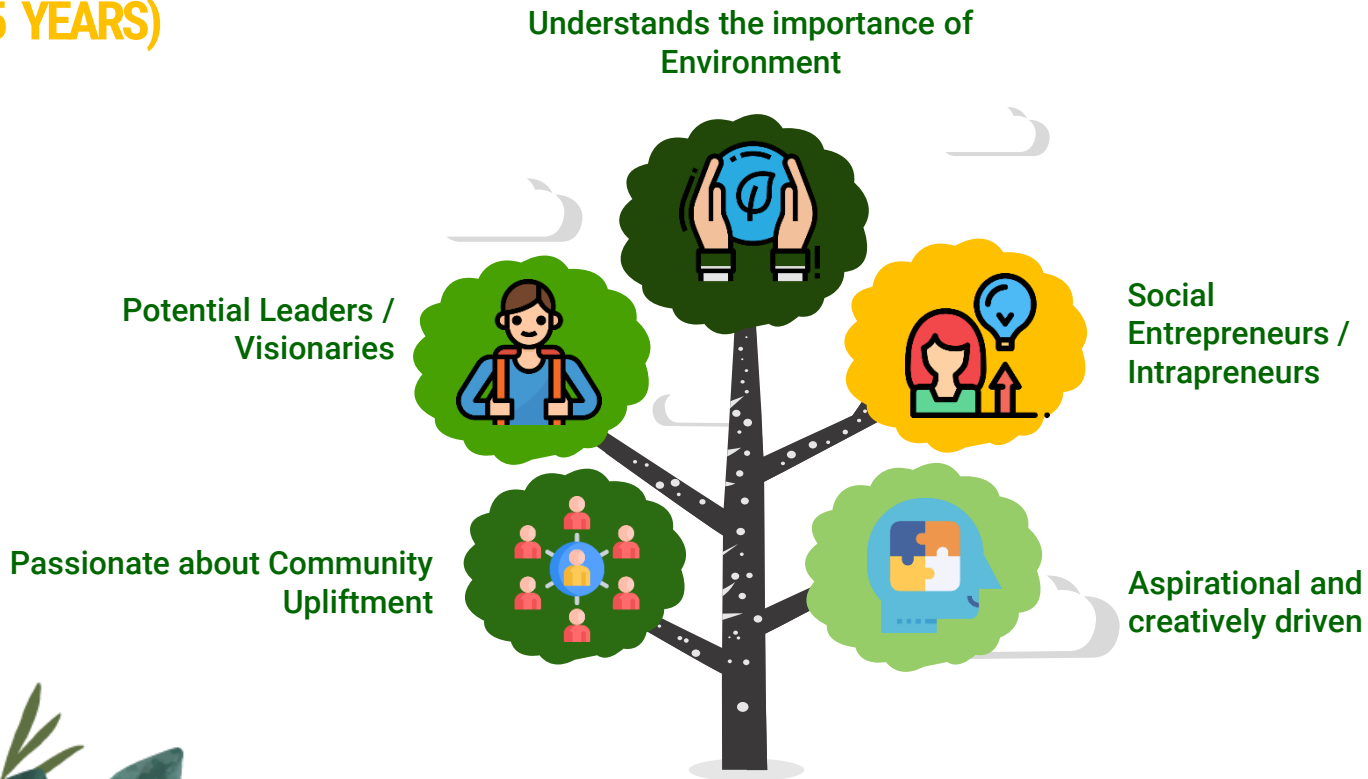 5 YEARS)
Understands the importance of
Environment
Potential Leaders /
Visionaries
Social
Entrepreneurs /
Intrapreneurs
Passionate about Community
Upliftment
Aspirational and
creatively driven